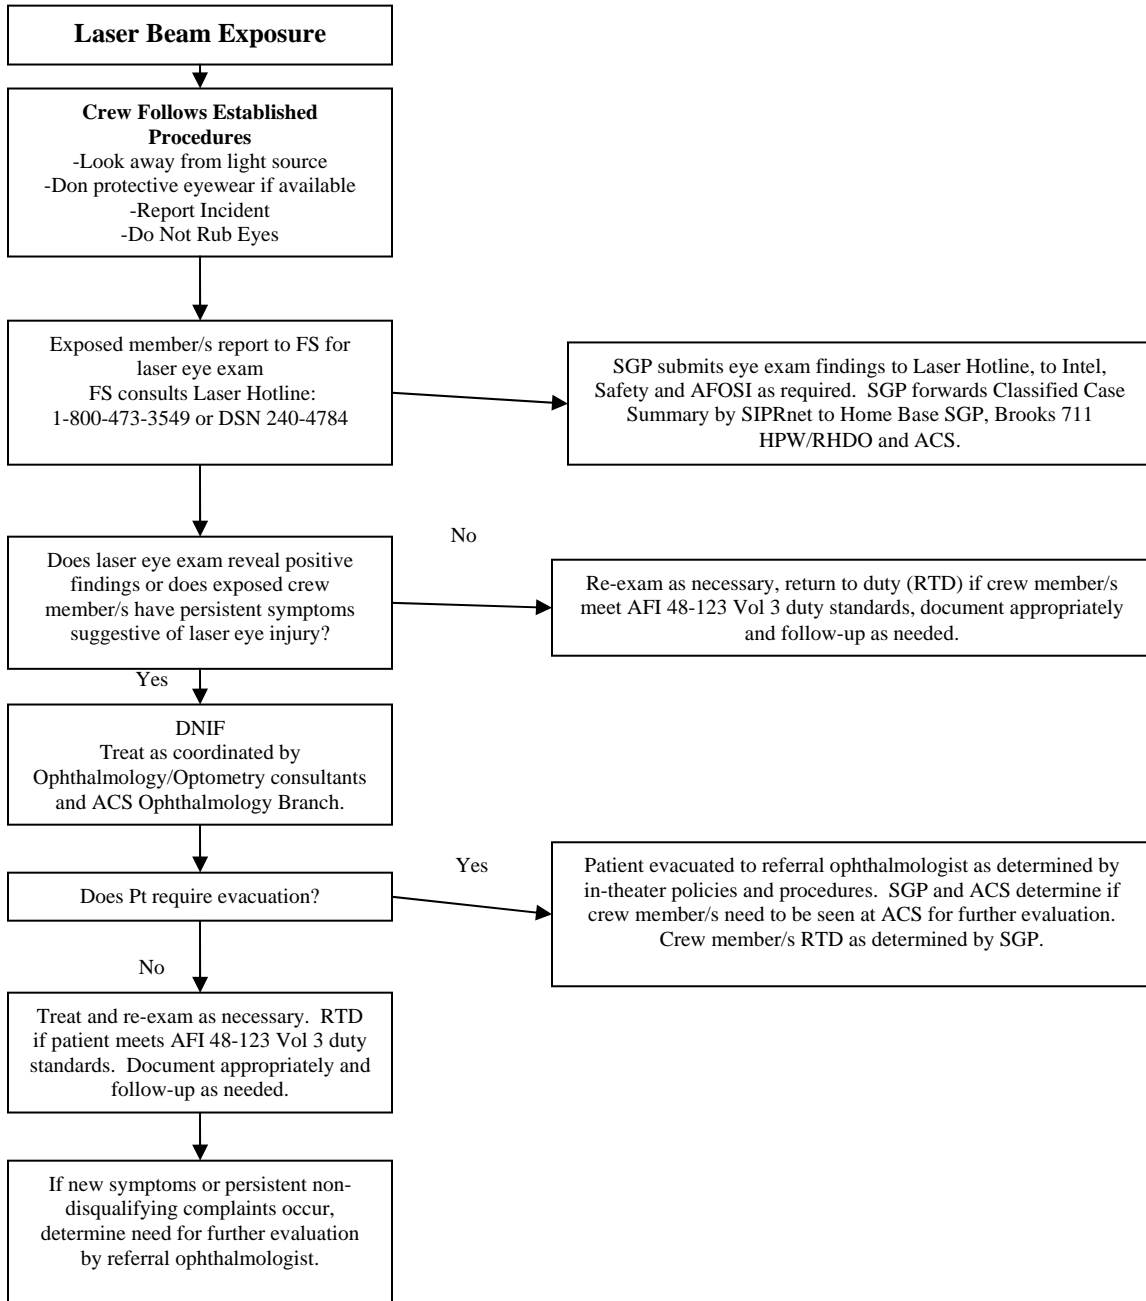 Laser Beam Exposure
Crew Follows Established
Procedures
-Look away from light source
-Don protective eyewear if available
-Report Incident
-Do Not Rub Eyes
Exposed member/s report to FS for
laser eye exam
FS consults Laser Hotline:
1-800-473-3549 or DSN 240-4784
SGP submits eye exam findings to Laser Hotline, to Intel,
Safety and AFOSI as required.  SGP forwards Classified Case
Summary by SIPRnet to Home Base SGP, Brooks 711
HPW/RHDO and ACS.
Does laser eye exam reveal positive
findings or does exposed crew
member/s have persistent symptoms
suggestive of laser eye injury?
No
Re-exam as necessary, return to duty (RTD) if crew member/s
meet AFI 48-123 Vol 3 duty standards, document appropriately
and follow-up as needed.
Yes
DNIF
Treat as coordinated by
Ophthalmology/Optometry consultants
and ACS Ophthalmology Branch.
Does Pt require evacuation?
Yes
Patient evacuated to referral ophthalmologist as determined by
in-theater policies and procedures.  SGP and ACS determine if
crew member/s need to be seen at ACS for further evaluation.
Crew member/s RTD as determined by SGP.
No
Treat and re-exam as necessary.  RTD
if patient meets AFI 48-123 Vol 3 duty
standards.  Document appropriately and
follow-up as needed.
If new symptoms or persistent non-
disqualifying complaints occur,
determine need for further evaluation
by referral ophthalmologist.